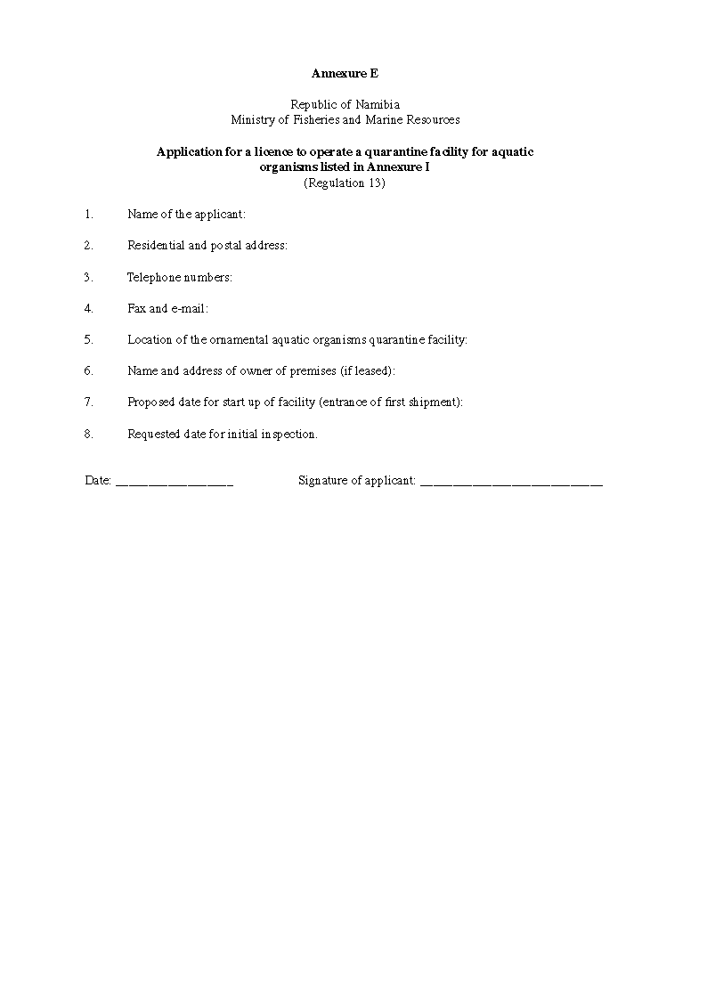 Annexure E
Republic of Namibia
Ministry of Fisheries and Marine Resources
Application for a licence to operate a quarantine facility for aquatic
organisms listed in Annexure I
(Regulation 13)
1. Name of the applicant:
2. Residential and postal address:
3. Telephone numbers:
4. Fax and e-mail:
5. Location of the ornamental aquatic organisms quarantine facility:
6. Name and address of owner of premises (if leased):
7. Proposed date for start up of facility (entrance of first shipment):
8. Requested date for initial inspection.
Date: __________________ Signature of applicant: ____________________________